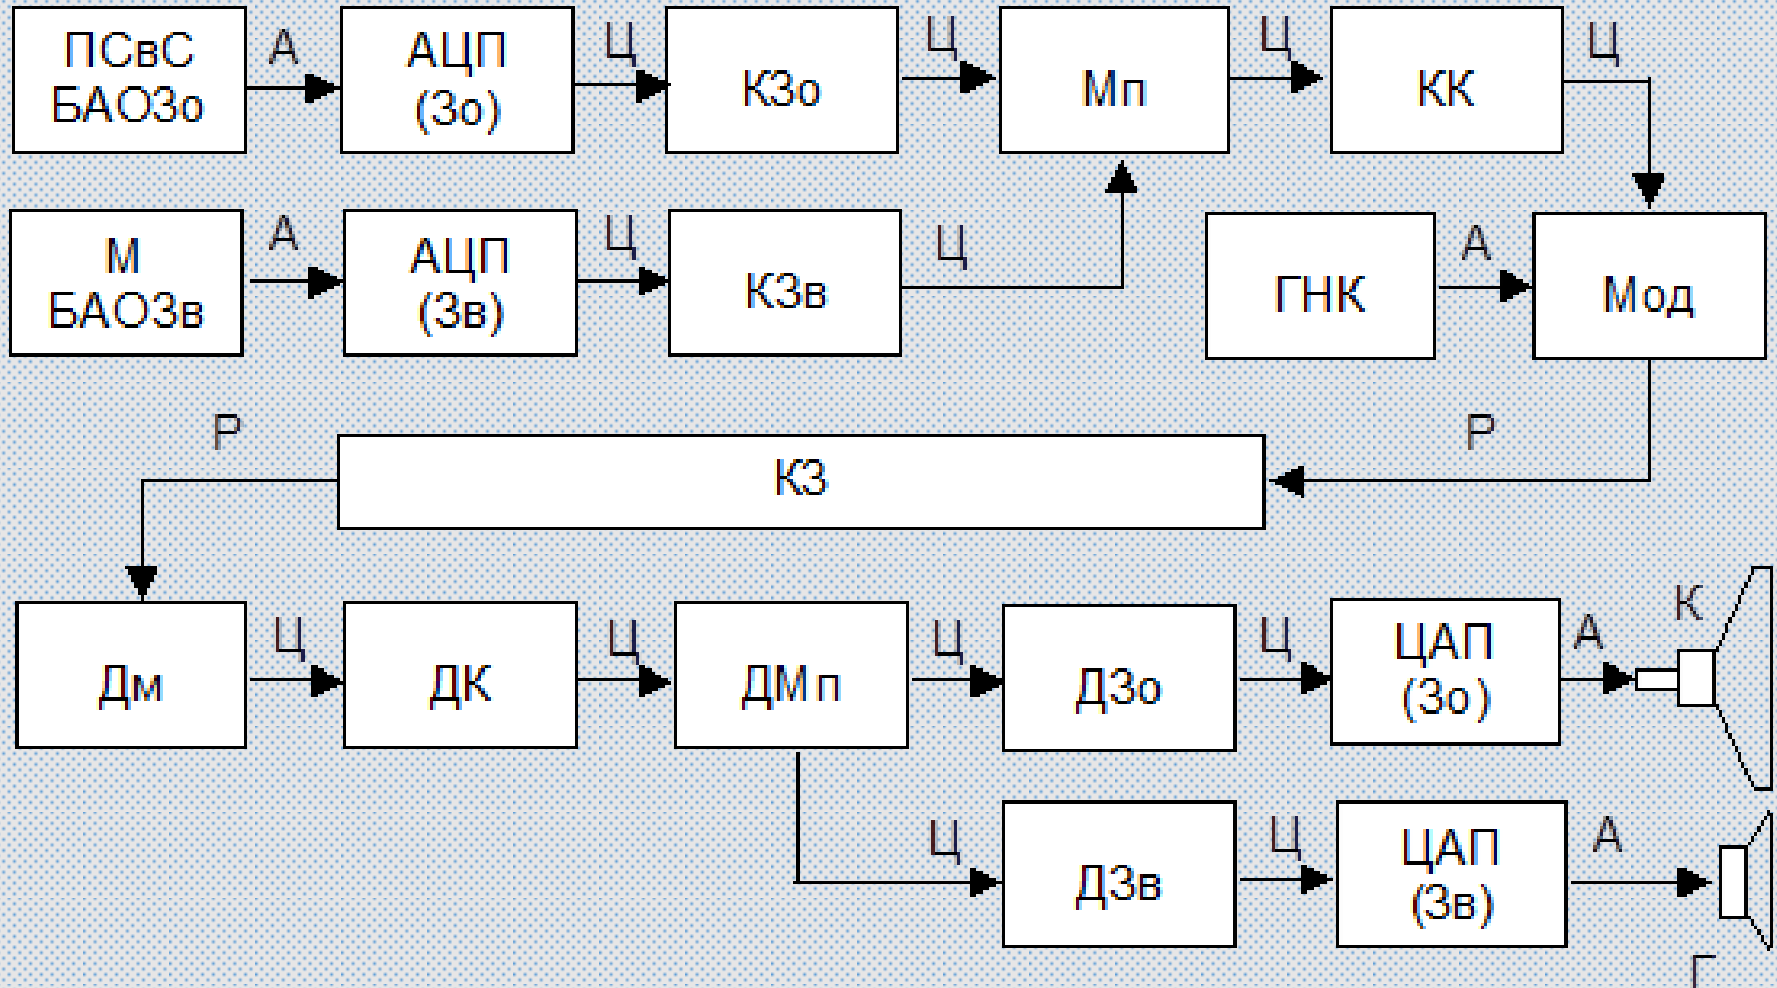 ПСвС
БАОЗо
А
АЦП
(Зо)
Ц
КЗо
Ц
Мп
Ц
КК
Ц
М
БАОЗв
А
АЦП
(Зв)
Ц
КЗв
Ц
ГНК
А
Мод
Р
КЗ
Р
Дм
Ц
ДК
Ц
ДМп
Ц
ДЗо
Ц
ЦАП
(Зо)
А
К
Ц
ДЗв
Ц
ЦАП
(Зв)
А
Г